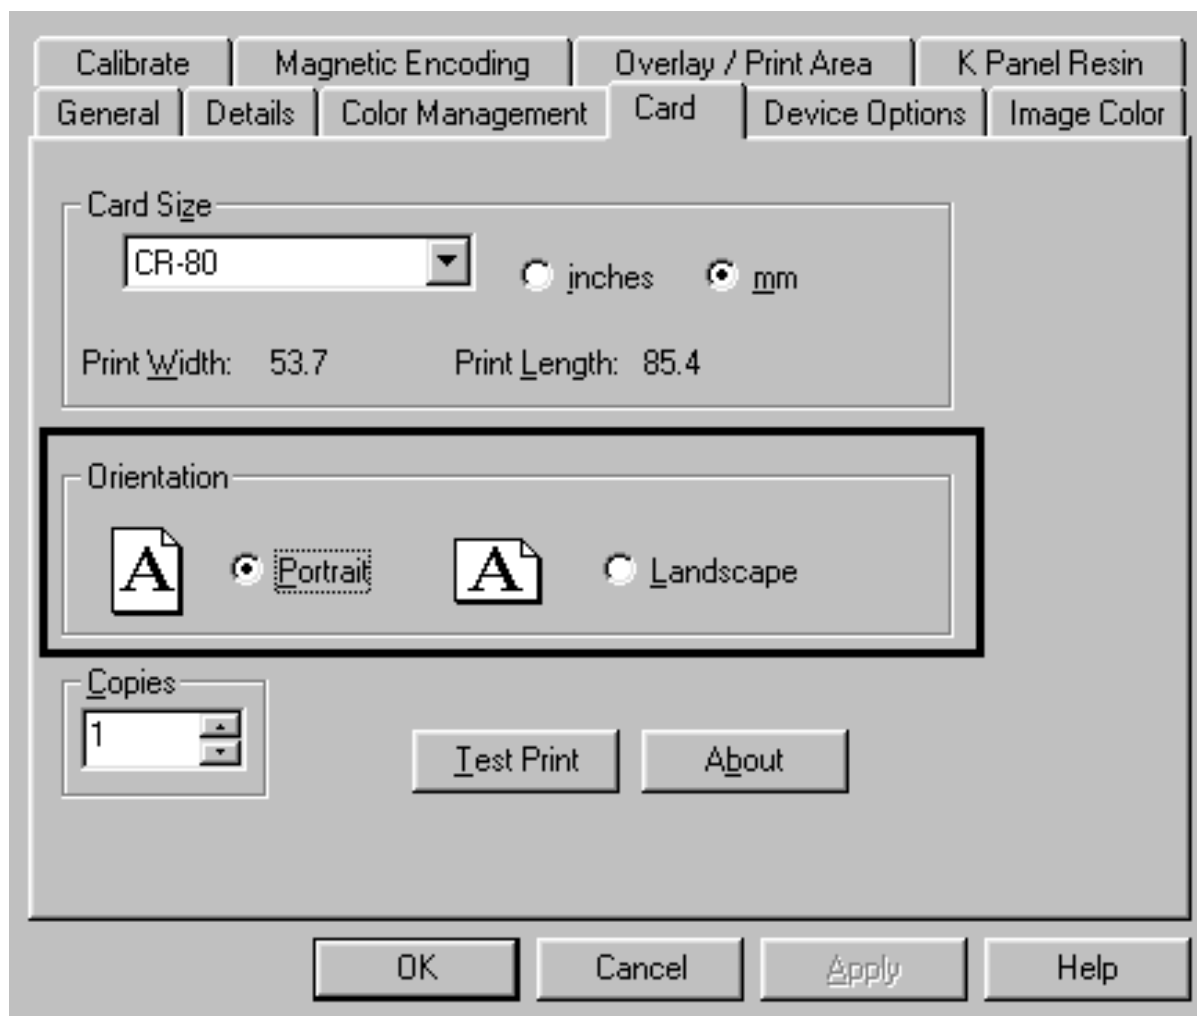 Calibrate Magnetic Encoding Overlay / Print Area K Panel Resin
General Details Color Management Card Device Options Image Color
Card Size
CR-80 inches mm
Print Width: 53.7 Print Length: 85.4
Orientation
A Portrait A Landscape
Copies
1
Test Print About
OK Cancel Apply Help